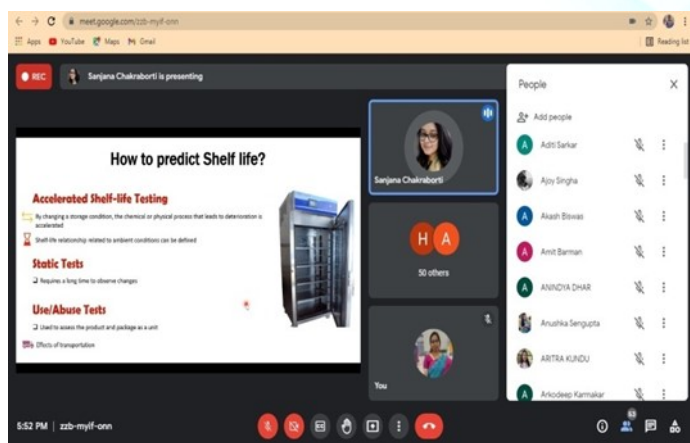 meet.google.com/zzb-myif-onn
Apps YouTube Maps Gmail Reading list
REC Sanjana Chakraborti is presenting
How to predict Shelf life?
Accelerated Shelf-life Testing
By changing a storage condition, the chemical or physical process that leads to deterioration is
accelerated
Shelf-life relationship related to ambient conditions can be defined
Static Tests
Requires a long time to observe changes
Use/Abuse Tests
Used to assess the product and package as a unit
Effects of transportation
Sanjana Chakraborti
H A
50 others
You
People
Add people
A Aditi Sarkar
Ajoy Singha
A Akash Biswas
A Amit Barman
A ANINDYA DHAR
Anushka Sengupta
ARITRA KUNDU
A Arkodeep Karmakar
5:52 PM | zzb-myif-onn